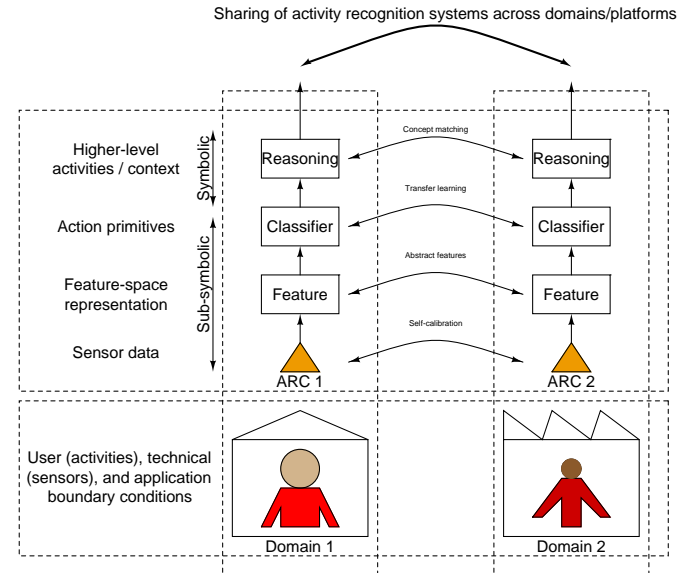 Sharing of activity recognition systems across domains/platforms
Higher-level
activities / context
Symbolic
Reasoning
Concept matching
Reasoning
Action primitives
Classifier
Transfer learning
Classifier
Feature-space
representation
Sub-symbolic
Feature
Abstract features
Feature
Sensor data
Self-calibration
ARC 1
ARC 2
User (activities), technical
(sensors), and application
boundary conditions
Domain 1
Domain 2